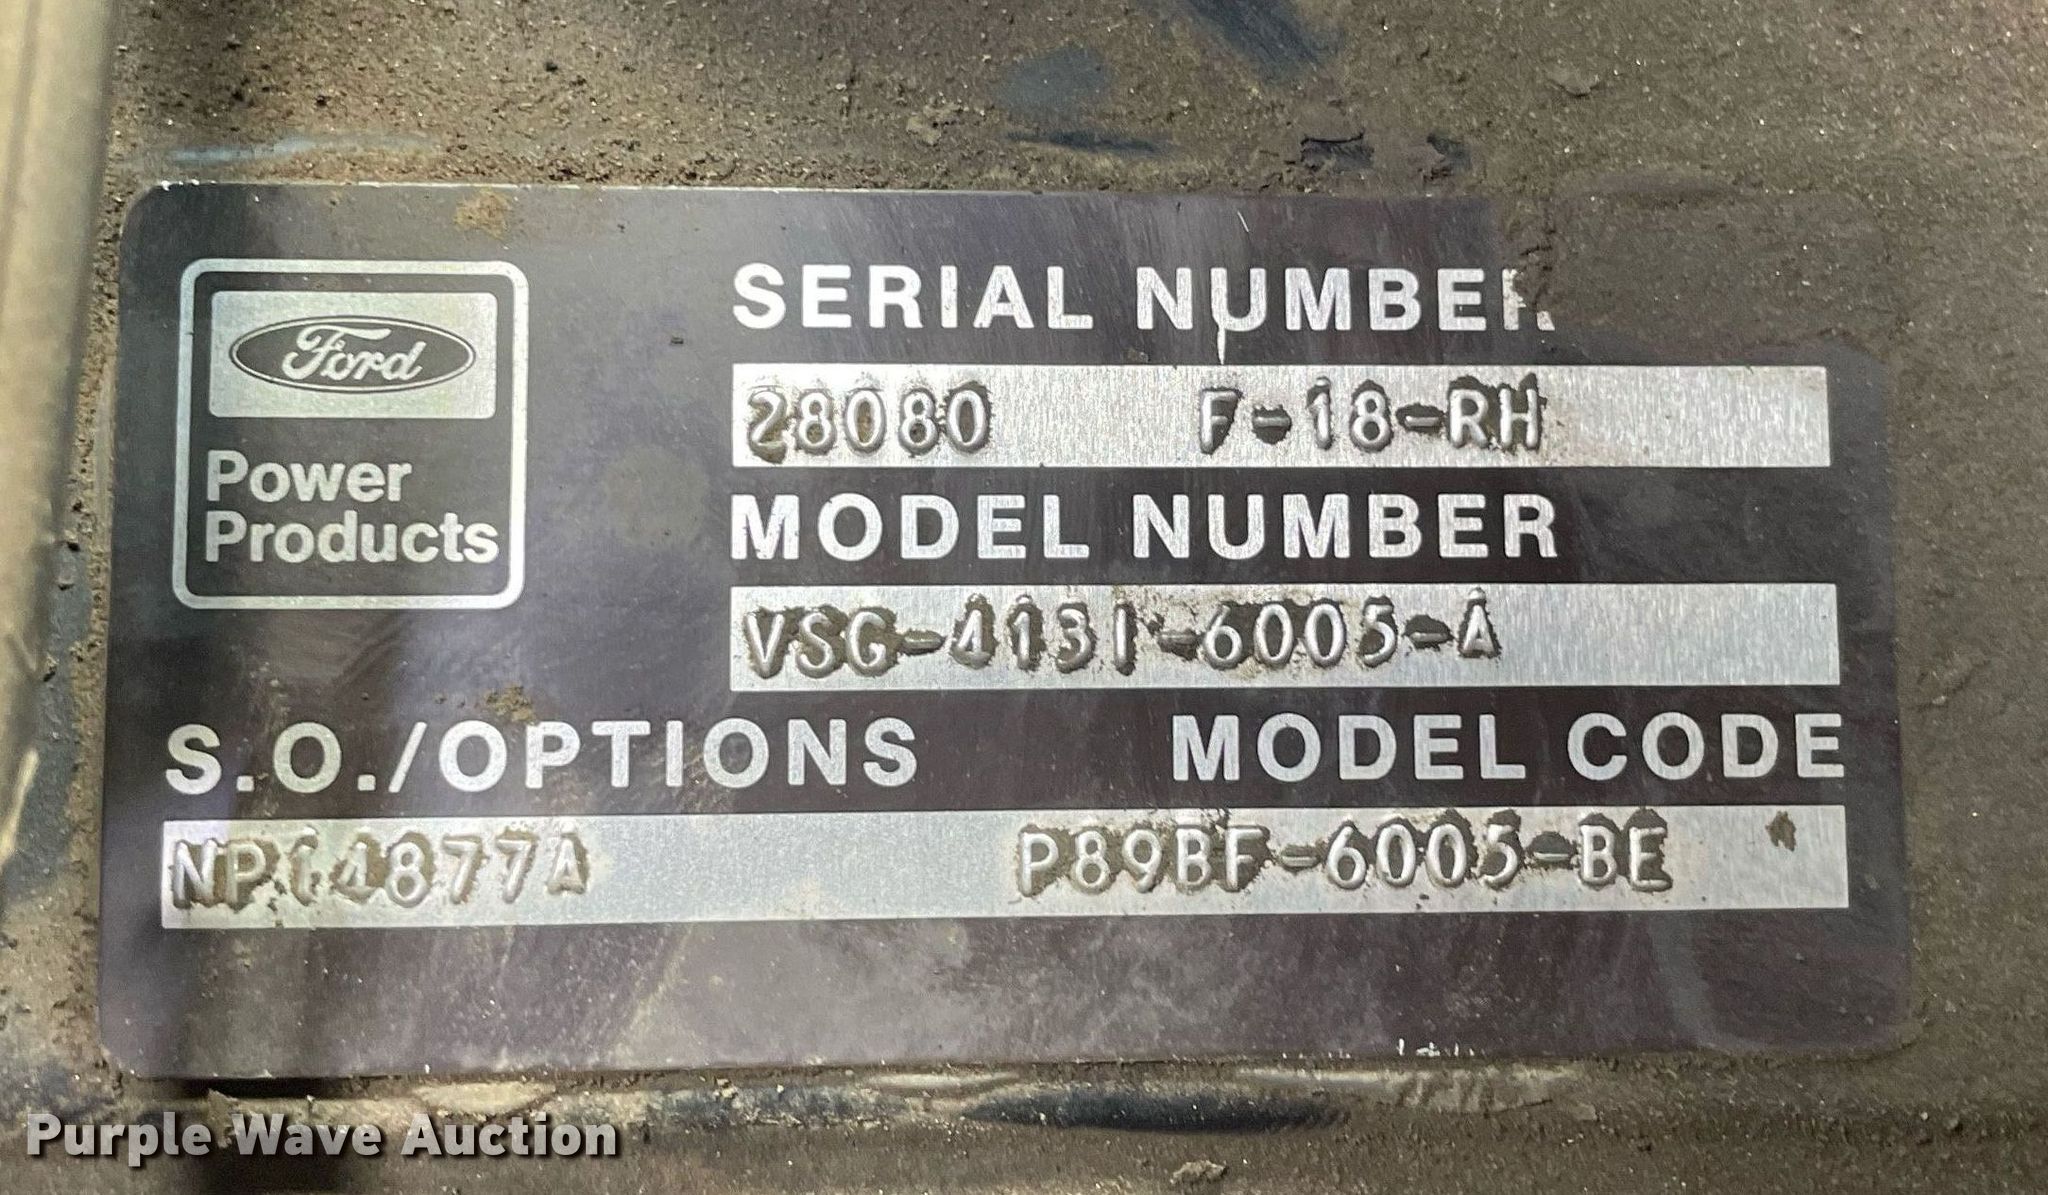 Ford
Power
Products
SERIAL NUMBER
28080 F-18-RH
MODEL NUMBER
VSG-413I-6005-A
S.O./OPTIONS MODEL CODE
NP14877A P89BF-6005-BE
Purple Wave Auction